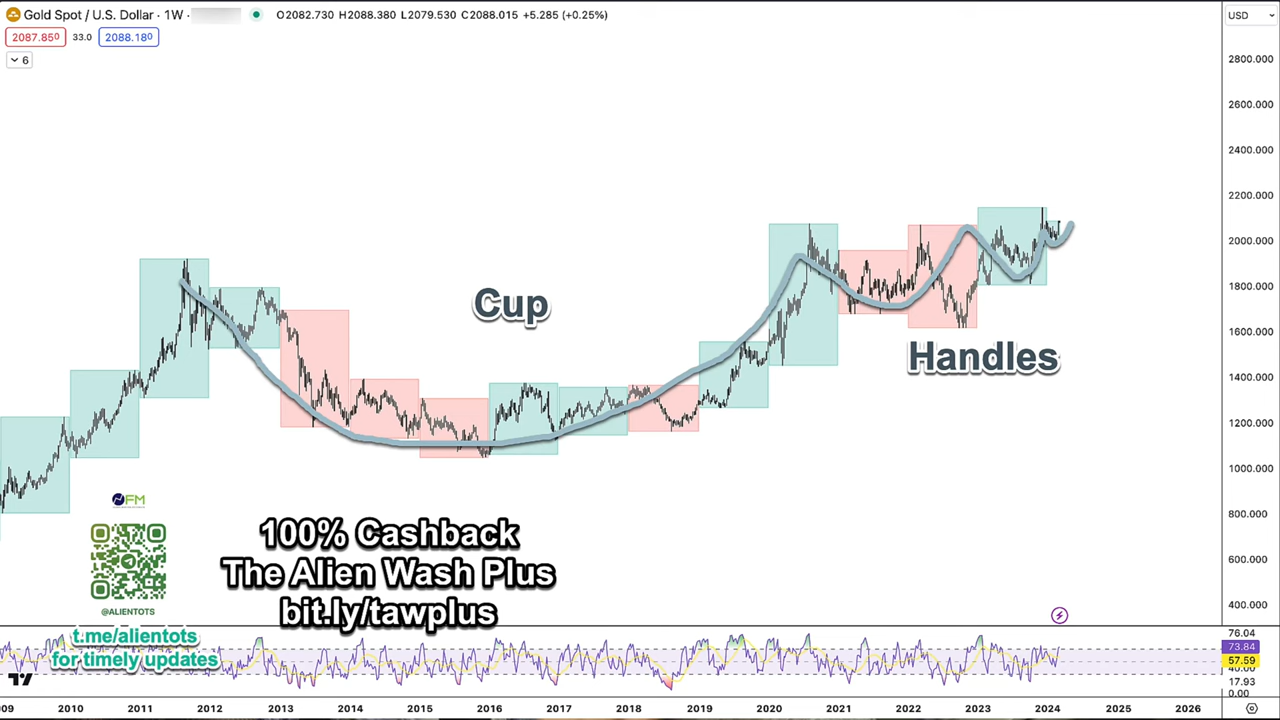 Gold Spot / U.S. Dollar · 1W ·
O2082.730 H2088.380 L2079.530 C2088.015 +5.285 (+0.25%)
USD
2087.850 33.0 2088.180
6
2800.000
2600.000
2400.000
2200.000
2000.000
1800.000
1600.000
1400.000
1200.000
1000.000
800.000
600.000
400.000
Cup
Handles
FM
@ALIENTOTS
100% Cashback
The Alien Wash Plus
bit.ly/tawplus
t.me/alientots
for timely updates
76.04
73.84
57.59
40.00
17.93
0.00
009 2010 2011 2012 2013 2014 2015 2016 2017 2018 2019 2020 2021 2022 2023 2024 2025 2026